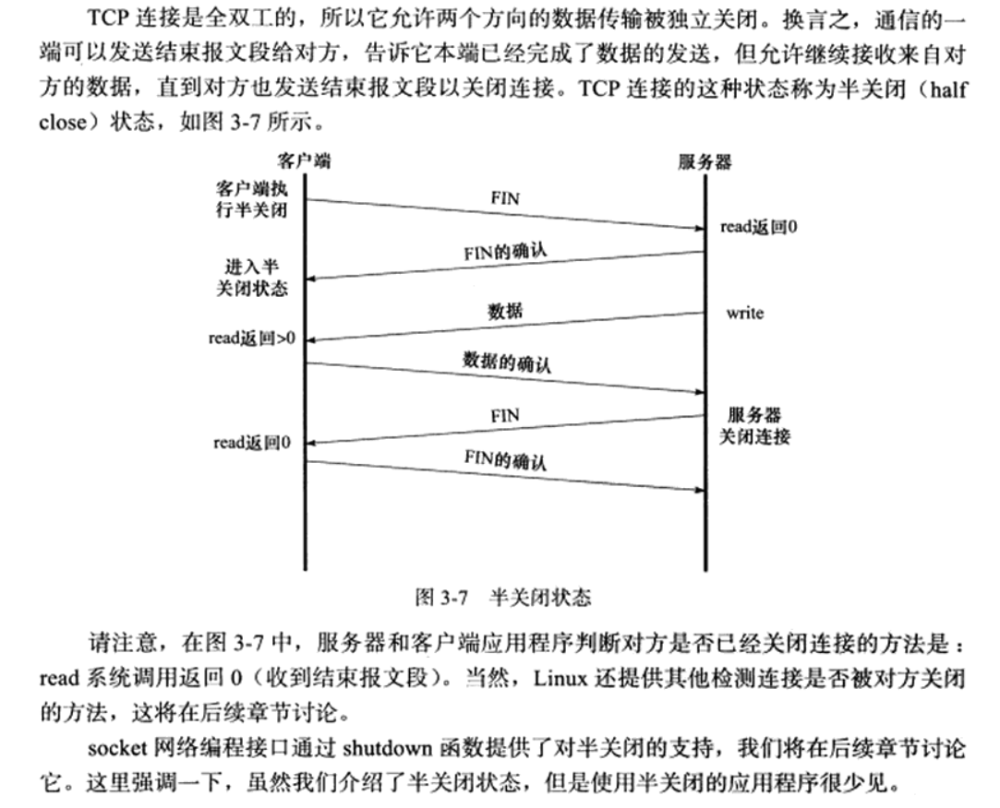 TCP 连接是全双工的，所以它允许两个方向的数据传输被独立关闭。换言之，通信的一
端可以发送结束报文段给对方，告诉它本端已经完成了数据的发送，但允许继续接收来自对
方的数据，直到对方也发送结束报文段以关闭连接。TCP 连接的这种状态称为半关闭（half
close）状态，如图 3-7 所示。
客户端
服务器
客户端执
行半关闭
FIN
read返回0
FIN的确认
进入半
关闭状态
数据
write
read返回>0
数据的确认
FIN
服务器
关闭连接
read返回0
FIN的确认
图 3-7 半关闭状态
请注意，在图 3-7 中，服务器和客户端应用程序判断对方是否已经关闭连接的方法是：
read 系统调用返回 0（收到结束报文段）。当然，Linux 还提供其他检测连接是否被对方关闭
的方法，这将在后续章节讨论。
socket 网络编程接口通过 shutdown 函数提供了对半关闭的支持，我们将在后续章节讨论
它。这里强调一下，虽然我们介绍了半关闭状态，但是使用半关闭的应用程序很少见。